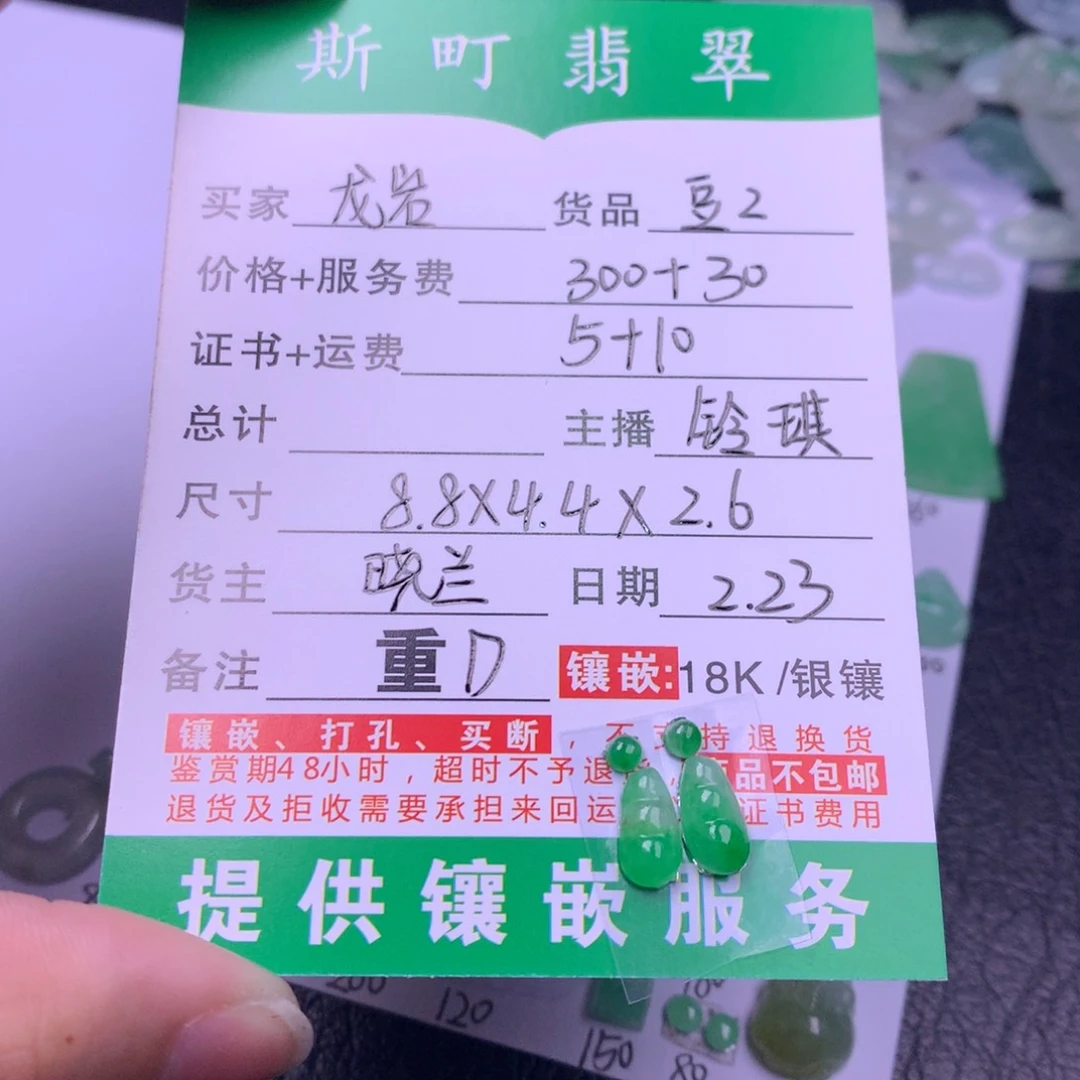 斯町翡翠
买家 龙岩 货品 豆2
价格+服务费 300+30
证书+运费 5+10
总计 主播 铃琪
尺寸 8.8X4.4X2.6
货主 晓兰 日期 2.23
备注 重D 镶嵌:18K/银镶
镶嵌、打孔、买断，不支持退换货
鉴赏期48小时，超时不予退 品不包邮
退货及拒收需要承担来回运 证书费用
提供镶嵌服务
200 120 150 80